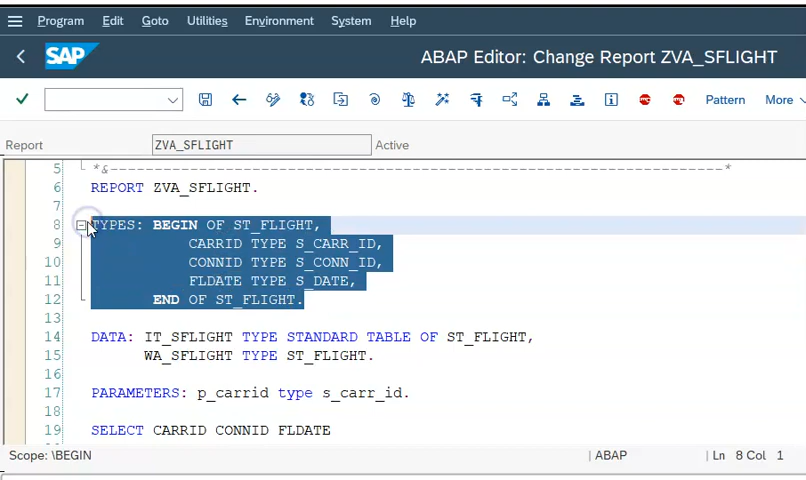 Program Edit Goto Utilities Environment System Help
SAP ABAP Editor: Change Report ZVA_SFLIGHT
Pattern More
Report ZVA_SFLIGHT Active
5 *&---------------------------------------------------------------------*
6 REPORT ZVA_SFLIGHT.
7
8 TYPES: BEGIN OF ST_FLIGHT,
9 CARRID TYPE S_CARR_ID,
10 CONNID TYPE S_CONN_ID,
11 FLDATE TYPE S_DATE,
12 END OF ST_FLIGHT.
13
14 DATA: IT_SFLIGHT TYPE STANDARD TABLE OF ST_FLIGHT,
15 WA_SFLIGHT TYPE ST_FLIGHT.
16
17 PARAMETERS: p_carrid type s_carr_id.
18
19 SELECT CARRID CONNID FLDATE
Scope: \BEGIN ABAP Ln 8 Col 1